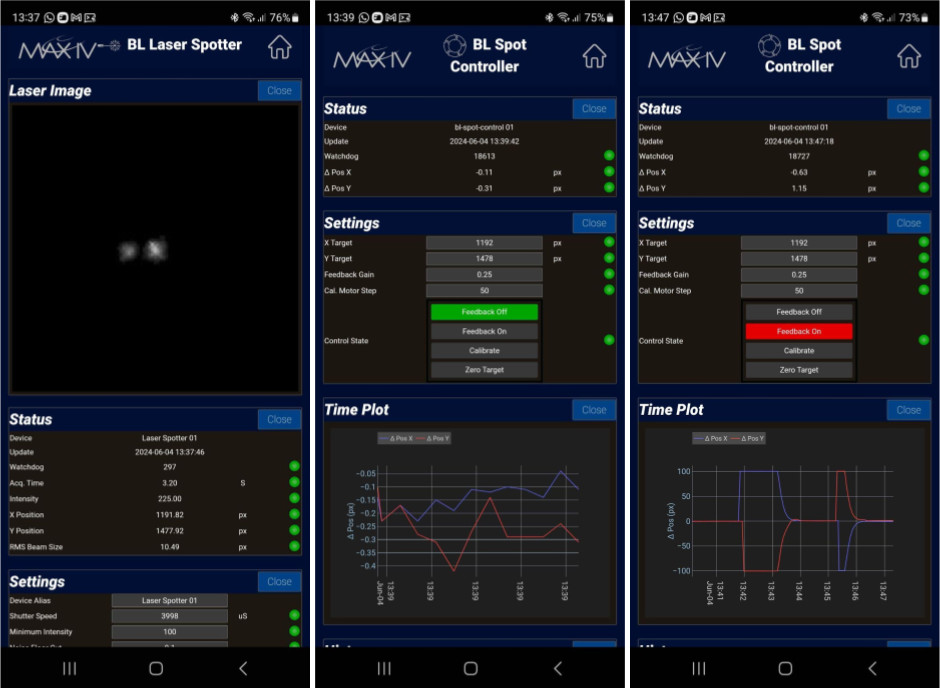 13:37 76%
MAX IV BL Laser Spotter
Laser Image Close
Status Close
Device Laser Spotter 01
Update 2024-06-04 13:37:46
Watchdog 297
Acq. Time 3.20 S
Intensity 225.00
X Position 1191.82 px
Y Position 1477.92 px
RMS Beam Size 10.49 px
Settings Close
Device Alias Laser Spotter 01
Shutter Speed 3998 uS
Minimum Intensity 100
13:39 75%
MAX IV BL Spot
Controller
Status Close
Device bl-spot-control 01
Update 2024-06-04 13:39:42
Watchdog 18613
Δ Pos X -0.11 px
Δ Pos Y -0.31 px
Settings Close
X Target 1192 px
Y Target 1478 px
Feedback Gain 0.25
Cal. Motor Step 50
Control State
Feedback Off
Feedback On
Calibrate
Zero Target
Time Plot Close
Δ Pos X Δ Pos Y
Δ Pos (px)
−0.05
−0.1
−0.15
−0.2
−0.25
−0.3
−0.35
−0.4
13:39 13:39 13:39 13:39 13:39
Jun-04
13:47 73%
MAX IV BL Spot
Controller
Status Close
Device bl-spot-control 01
Update 2024-06-04 13:47:18
Watchdog 18727
Δ Pos X -0.63 px
Δ Pos Y 1.15 px
Settings Close
X Target 1192 px
Y Target 1478 px
Feedback Gain 0.25
Cal. Motor Step 50
Control State
Feedback Off
Feedback On
Calibrate
Zero Target
Time Plot Close
Δ Pos X Δ Pos Y
Δ Pos (px)
100
50
0
−50
−100
13:41 13:42 13:43 13:44 13:45 13:46 13:47
Jun-04